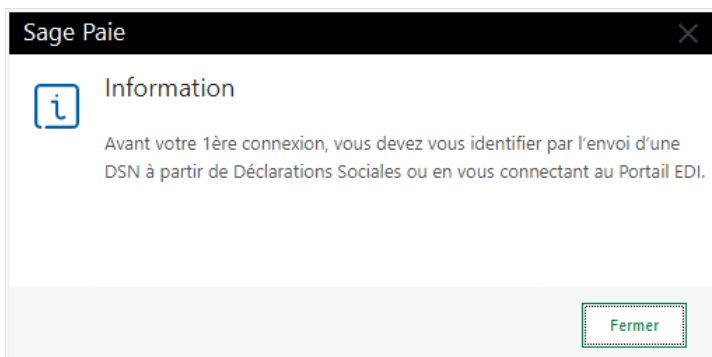 Sage Paie
Information
Avant votre 1ère connexion, vous devez vous identifier par l'envoi d'une
DSN à partir de Déclarations Sociales ou en vous connectant au Portail EDI.
Fermer